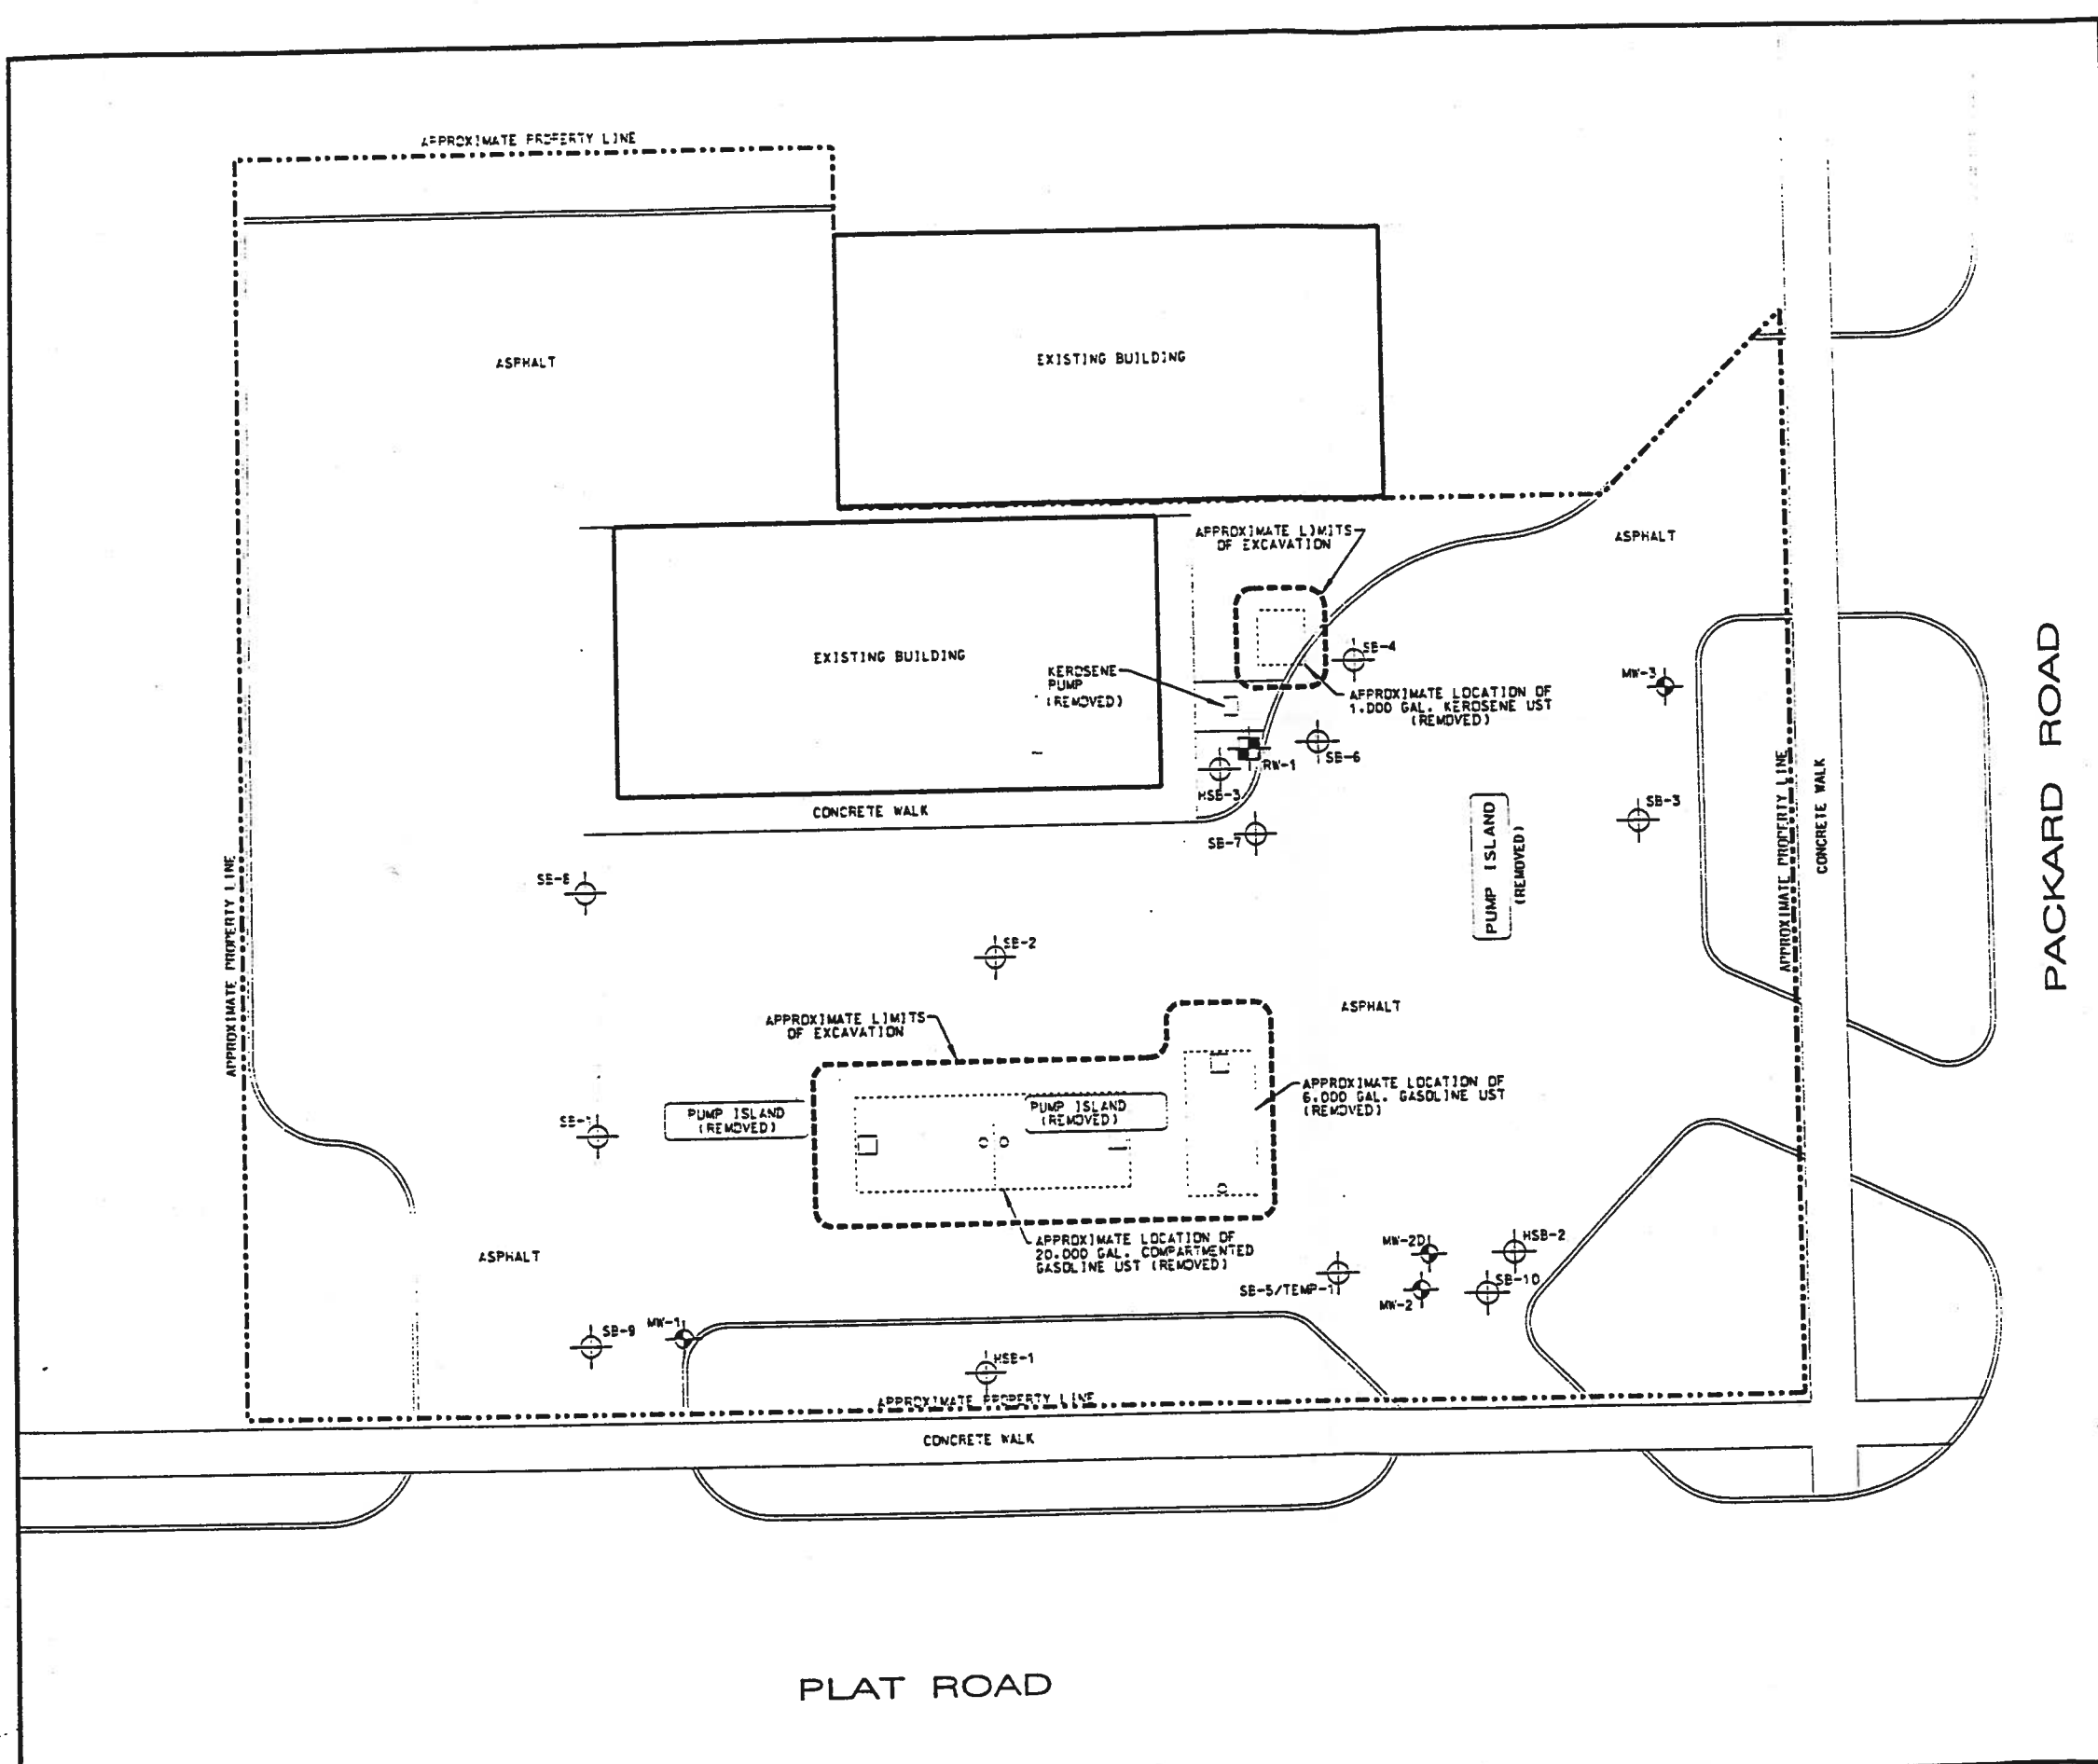 APPROXIMATE PROPERTY LINE
ASPHALT
EXISTING BUILDING
APPROXIMATE LIMITS
OF EXCAVATION
ASPHALT
EXISTING BUILDING
KEROSENE
PUMP
(REMOVED)
SB-4
APPROXIMATE LOCATION OF
1,000 GAL. KEROSENE UST
(REMOVED)
MW-3
RW-1
SB-6
HSB-3
SB-7
CONCRETE WALK
SB-3
PUMP ISLAND
(REMOVED)
APPROXIMATE PROPERTY LINE
CONCRETE WALK
PACKARD ROAD
APPROXIMATE PROPERTY LINE
SB-8
SB-2
APPROXIMATE LIMITS
OF EXCAVATION
ASPHALT
SB-1
PUMP ISLAND
(REMOVED)
PUMP ISLAND
(REMOVED)
APPROXIMATE LOCATION OF
6,000 GAL. GASOLINE UST
(REMOVED)
ASPHALT
APPROXIMATE LOCATION OF
20,000 GAL. COMPARTMENTED
GASOLINE UST (REMOVED)
MW-2D
HSB-2
SB-5/TEMP-1
MW-2
SB-10
SB-9
MW-1
HSB-1
APPROXIMATE PROPERTY LINE
CONCRETE WALK
PLAT ROAD